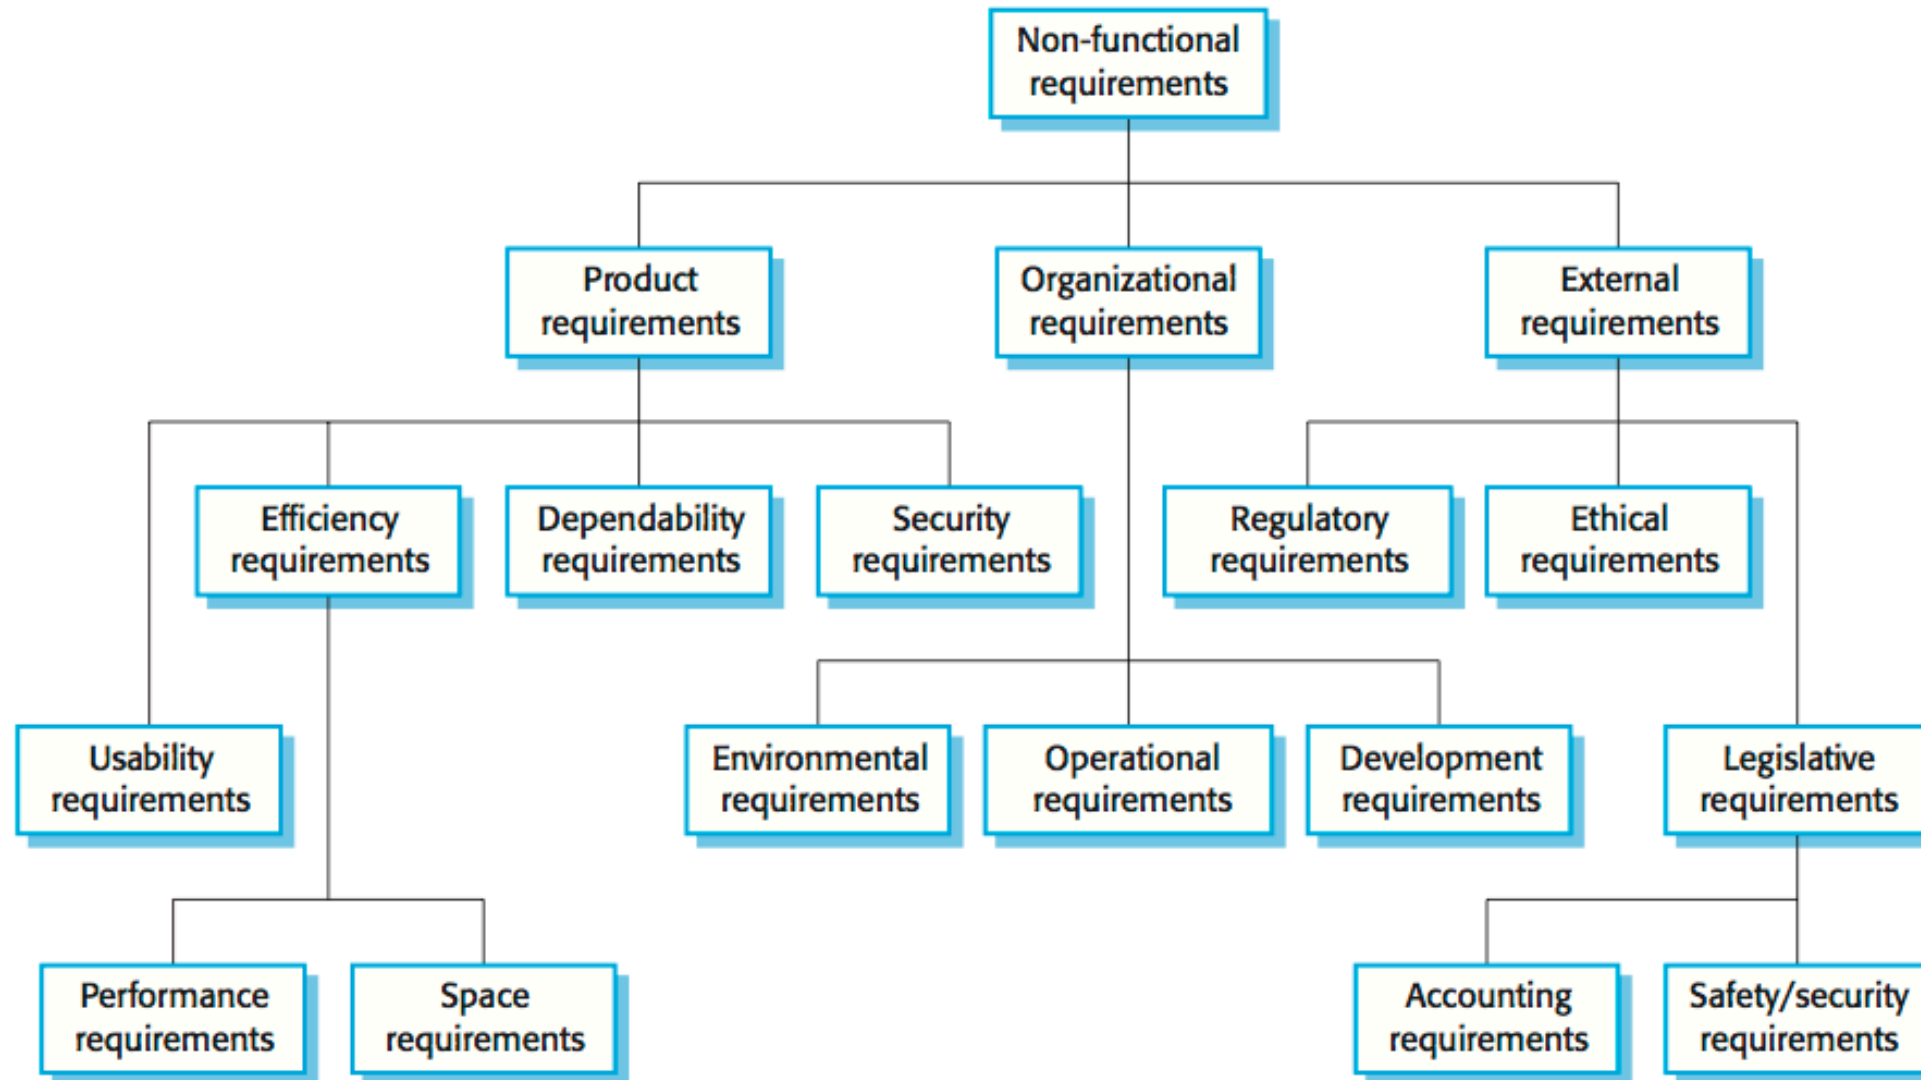 Non-functional
requirements
Product
requirements
Organizational
requirements
External
requirements
Efficiency
requirements
Dependability
requirements
Security
requirements
Regulatory
requirements
Ethical
requirements
Usability
requirements
Environmental
requirements
Operational
requirements
Development
requirements
Legislative
requirements
Performance
requirements
Space
requirements
Accounting
requirements
Safety/security
requirements